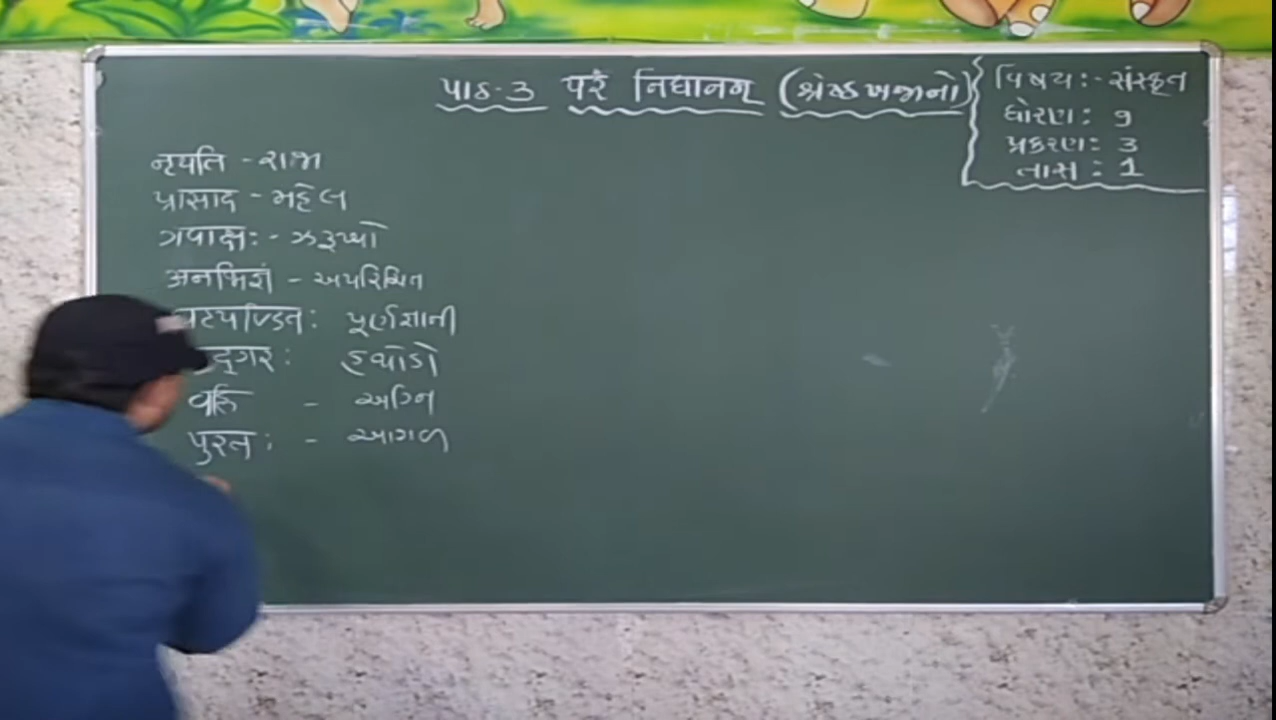 પાઠ-3 परं निधानम् (શ્રેષ્ઠ ખજાનો)
વિષય:- સંસ્કૃત
ધોરણ: 9
પ્રકરણ: 3
તાસ: 1
नृपति - રાજા
प्रासाद - મહેલ
गवाक्ष: - ઝરૂખો
अनभिज्ञं - અપરિચિત
પૂર્ણજ્ઞાની
હથોડો
वह्नि - અગ્નિ
पुरत: - આગળ